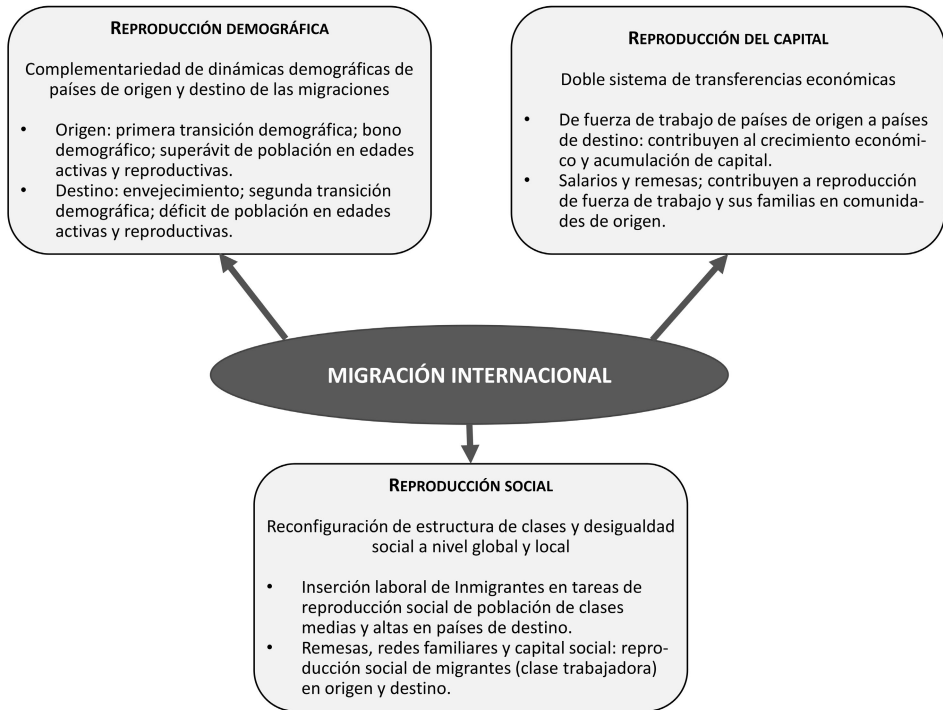 REPRODUCCIÓN DEMOGRÁFICA
Complementariedad de dinámicas demográficas de
países de origen y destino de las migraciones
• Origen: primera transición demográfica; bono
demográfico; superávit de población en edades
activas y reproductivas.
• Destino: envejecimiento; segunda transición
demográfica; déficit de población en edades
activas y reproductivas.
REPRODUCCIÓN DEL CAPITAL
Doble sistema de transferencias económicas
• De fuerza de trabajo de países de origen a países
de destino: contribuyen al crecimiento económi-
co y acumulación de capital.
• Salarios y remesas; contribuyen a reproducción
de fuerza de trabajo y sus familias en comunida-
des de origen.
MIGRACIÓN INTERNACIONAL
REPRODUCCIÓN SOCIAL
Reconfiguración de estructura de clases y desigualdad
social a nivel global y local
• Inserción laboral de Inmigrantes en tareas de
reproducción social de población de clases
medias y altas en países de destino.
• Remesas, redes familiares y capital social: repro-
ducción social de migrantes (clase trabajadora)
en origen y destino.